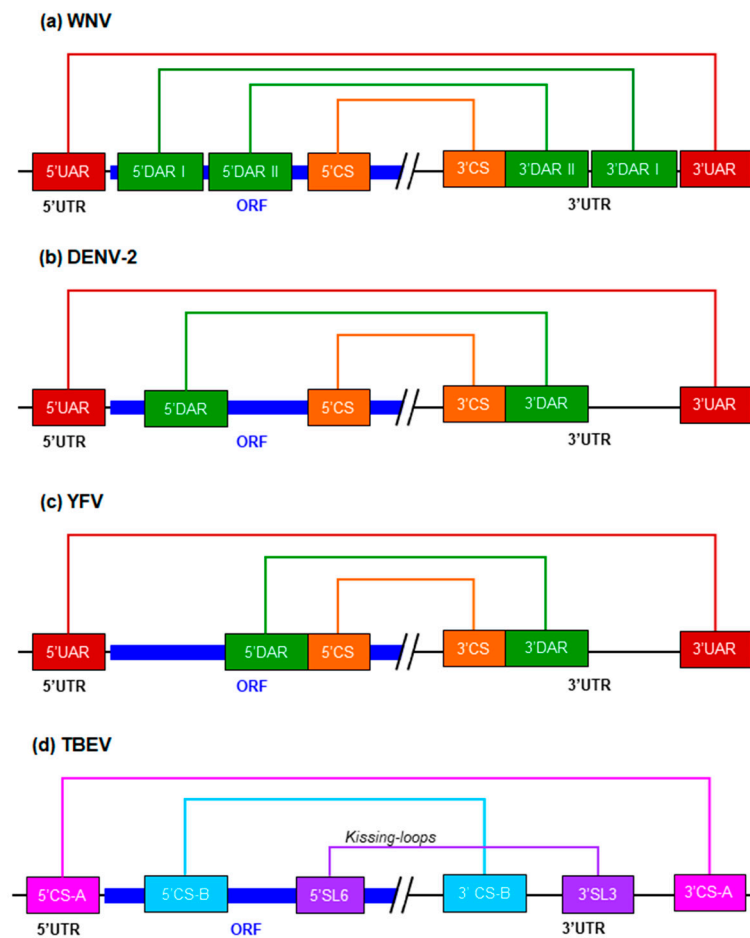 (a) WNV
5'UAR 5'DAR I 5'DAR II 5'CS 3'CS 3'DAR II 3'DAR I 3'UAR
5'UTR ORF 3'UTR
(b) DENV-2
5'UAR 5'DAR 5'CS 3'CS 3'DAR 3'UAR
5'UTR ORF 3'UTR
(c) YFV
5'UAR 5'DAR 5'CS 3'CS 3'DAR 3'UAR
5'UTR ORF 3'UTR
(d) TBEV
Kissing-loops
5'CS-A 5'CS-B 5'SL6 3' CS-B 3'SL3 3'CS-A
5'UTR ORF 3'UTR